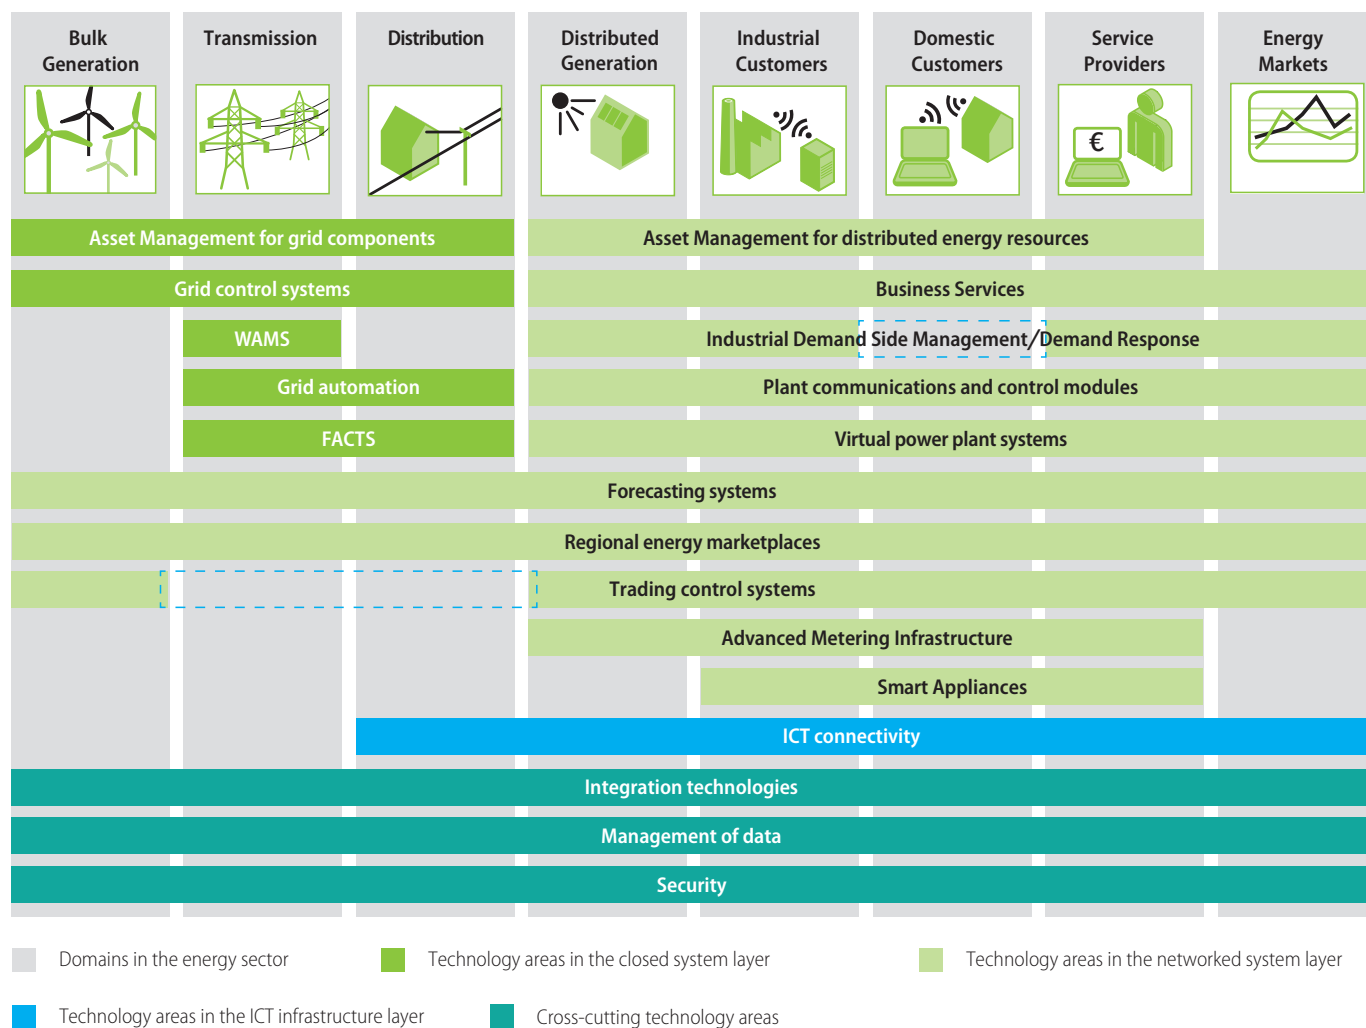 Bulk
Generation
Transmission
Distribution
Distributed
Generation
Industrial
Customers
Domestic
Customers
Service
Providers
Energy
Markets
€
Asset Management for grid components
Asset Management for distributed energy resources
Grid control systems
Business Services
WAMS
Industrial Demand Side Management/Demand Response
Grid automation
Plant communications and control modules
FACTS
Virtual power plant systems
Forecasting systems
Regional energy marketplaces
Trading control systems
Advanced Metering Infrastructure
Smart Appliances
ICT connectivity
Integration technologies
Management of data
Security
Domains in the energy sector
Technology areas in the closed system layer
Technology areas in the networked system layer
Technology areas in the ICT infrastructure layer
Cross-cutting technology areas